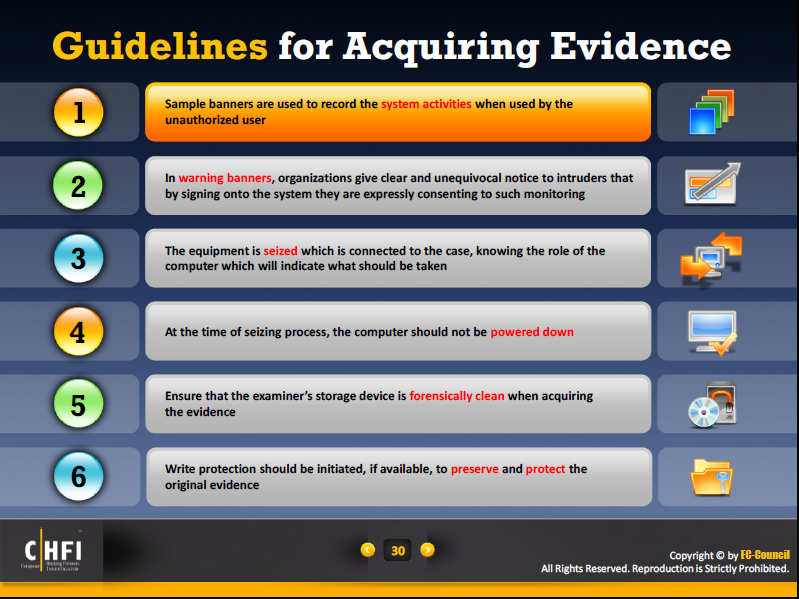 Guidelines for Acquiring Evidence
1
Sample banners are used to record the system activities when used by the
unauthorized user
2
In warning banners, organizations give clear and unequivocal notice to intruders that
by signing onto the system they are expressly consenting to such monitoring
3
The equipment is seized which is connected to the case, knowing the role of the
computer which will indicate what should be taken
4
At the time of seizing process, the computer should not be powered down
5
Ensure that the examiner's storage device is forensically clean when acquiring
the evidence
6
Write protection should be initiated, if available, to preserve and protect the
original evidence
CHFI
Computer Hacking Forensic
INVESTIGATOR
30
Copyright © by EC-Council
All Rights Reserved. Reproduction is Strictly Prohibited.